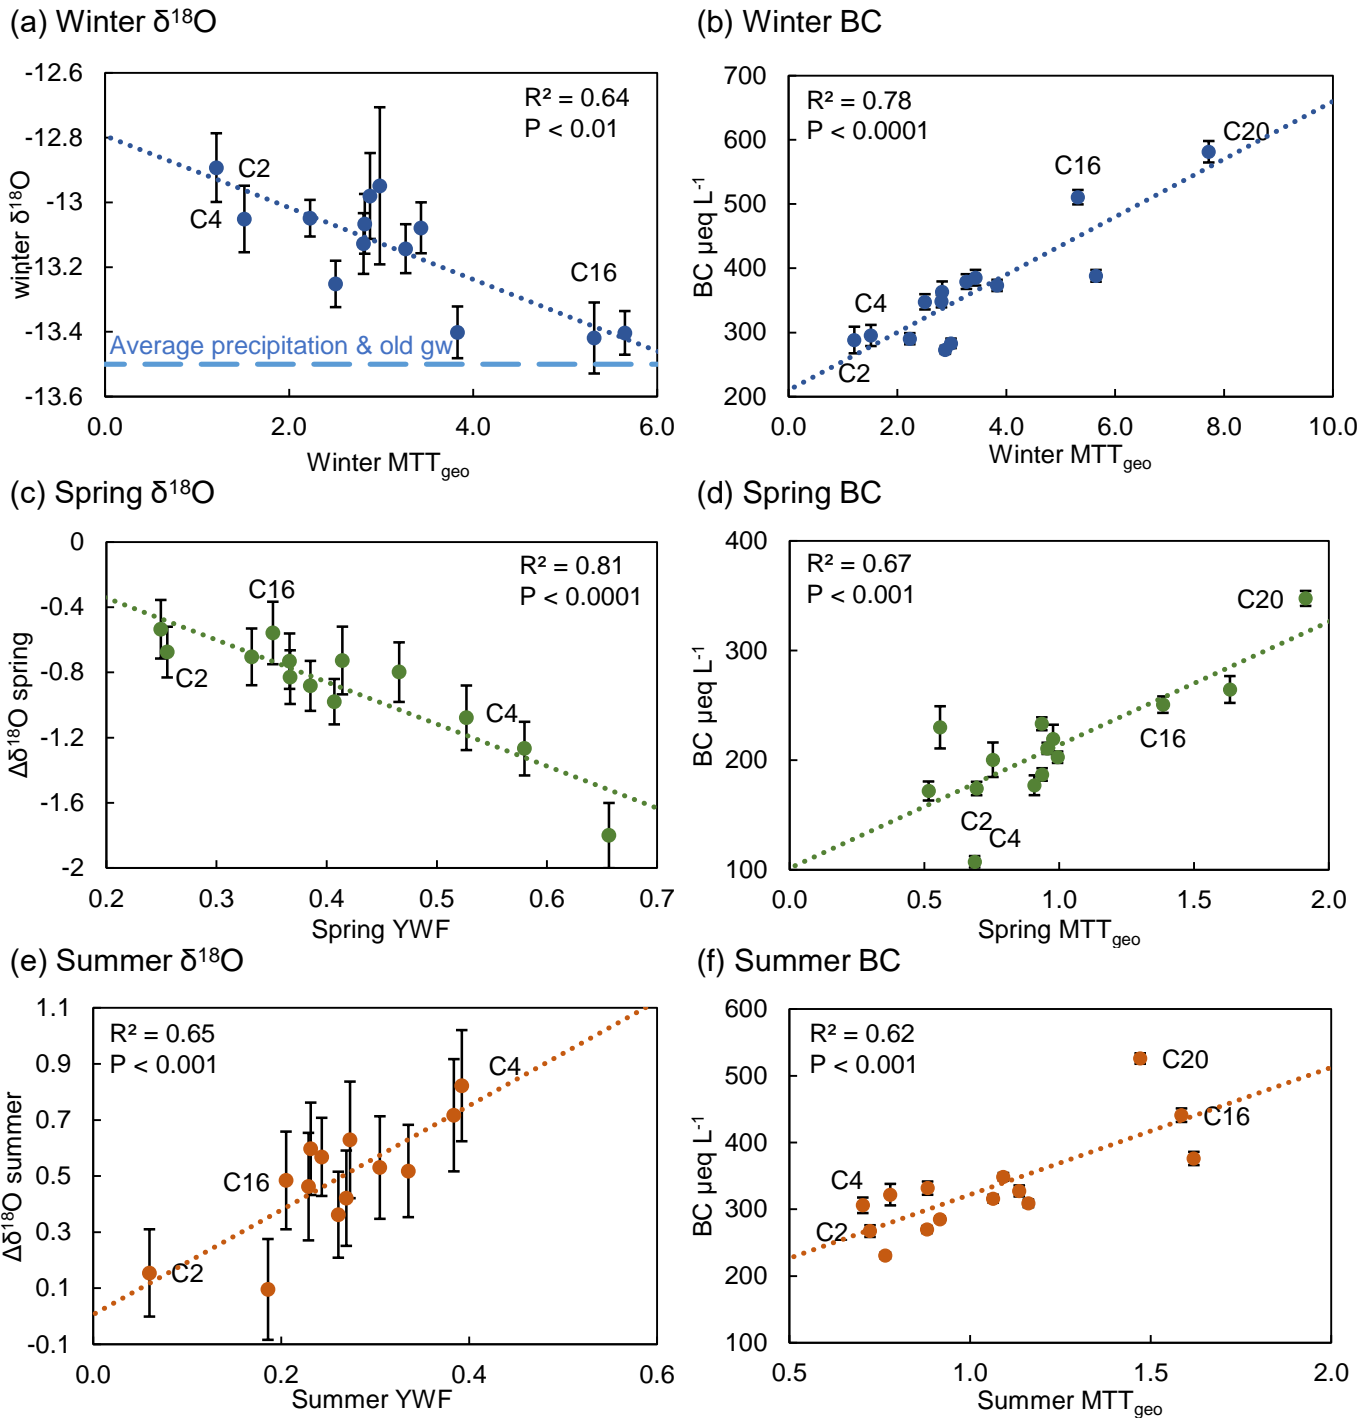 (a) Winter δ¹⁸O
-12.6
-12.8
-13
-13.2
-13.4
-13.6
winter δ¹⁸O
R² = 0.64
P < 0.01
C2
C4
C16
Average precipitation & old gw
0.0 2.0 4.0 6.0
Winter MTTgeo
(b) Winter BC
700
600
500
400
300
200
BC µeq L⁻¹
R² = 0.78
P < 0.0001
C20
C16
C4
C2
0.0 2.0 4.0 6.0 8.0 10.0
Winter MTTgeo
(c) Spring δ¹⁸O
0
-0.4
-0.8
-1.2
-1.6
-2
Δδ¹⁸O spring
R² = 0.81
P < 0.0001
C16
C2
C4
0.2 0.3 0.4 0.5 0.6 0.7
Spring YWF
(d) Spring BC
400
300
200
100
BC µeq L⁻¹
R² = 0.67
P < 0.001
C20
C16
C2
C4
0.0 0.5 1.0 1.5 2.0
Spring MTTgeo
(e) Summer δ¹⁸O
1.1
0.9
0.7
0.5
0.3
0.1
-0.1
Δδ¹⁸O summer
R² = 0.65
P < 0.001
C4
C16
C2
0.0 0.2 0.4 0.6
Summer YWF
(f) Summer BC
600
500
400
300
200
100
BC µeq L⁻¹
R² = 0.62
P < 0.001
C20
C16
C4
C2
0.5 1.0 1.5 2.0
Summer MTTgeo